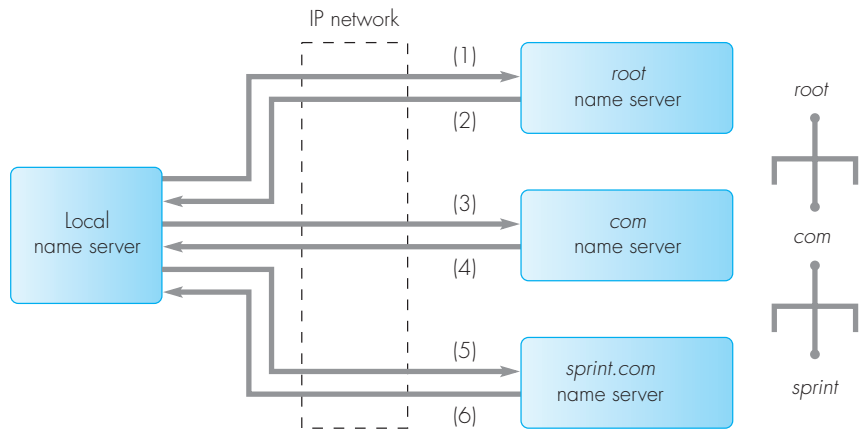 IP network
(1)
root
name server
(2)
root
Local
name server
(3)
com
name server
(4)
com
(5)
sprint.com
name server
(6)
sprint